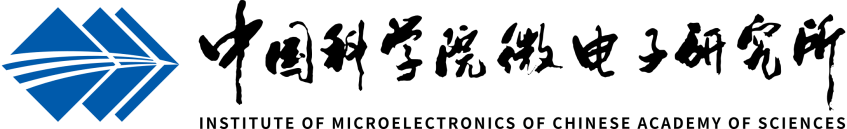 中国科学院微电子研究所
INSTITUTE OF MICROELECTRONICS OF CHINESE ACADEMY OF SCIENCES